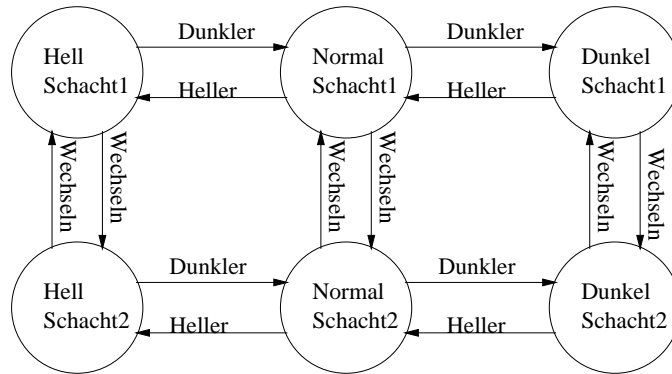 Dunkler
Dunkler
Hell
Schacht1
Normal
Schacht1
Dunkel
Schacht1
Heller
Heller
Wechseln
Wechseln
Wechseln
Wechseln
Wechseln
Wechseln
Dunkler
Dunkler
Hell
Schacht2
Normal
Schacht2
Dunkel
Schacht2
Heller
Heller